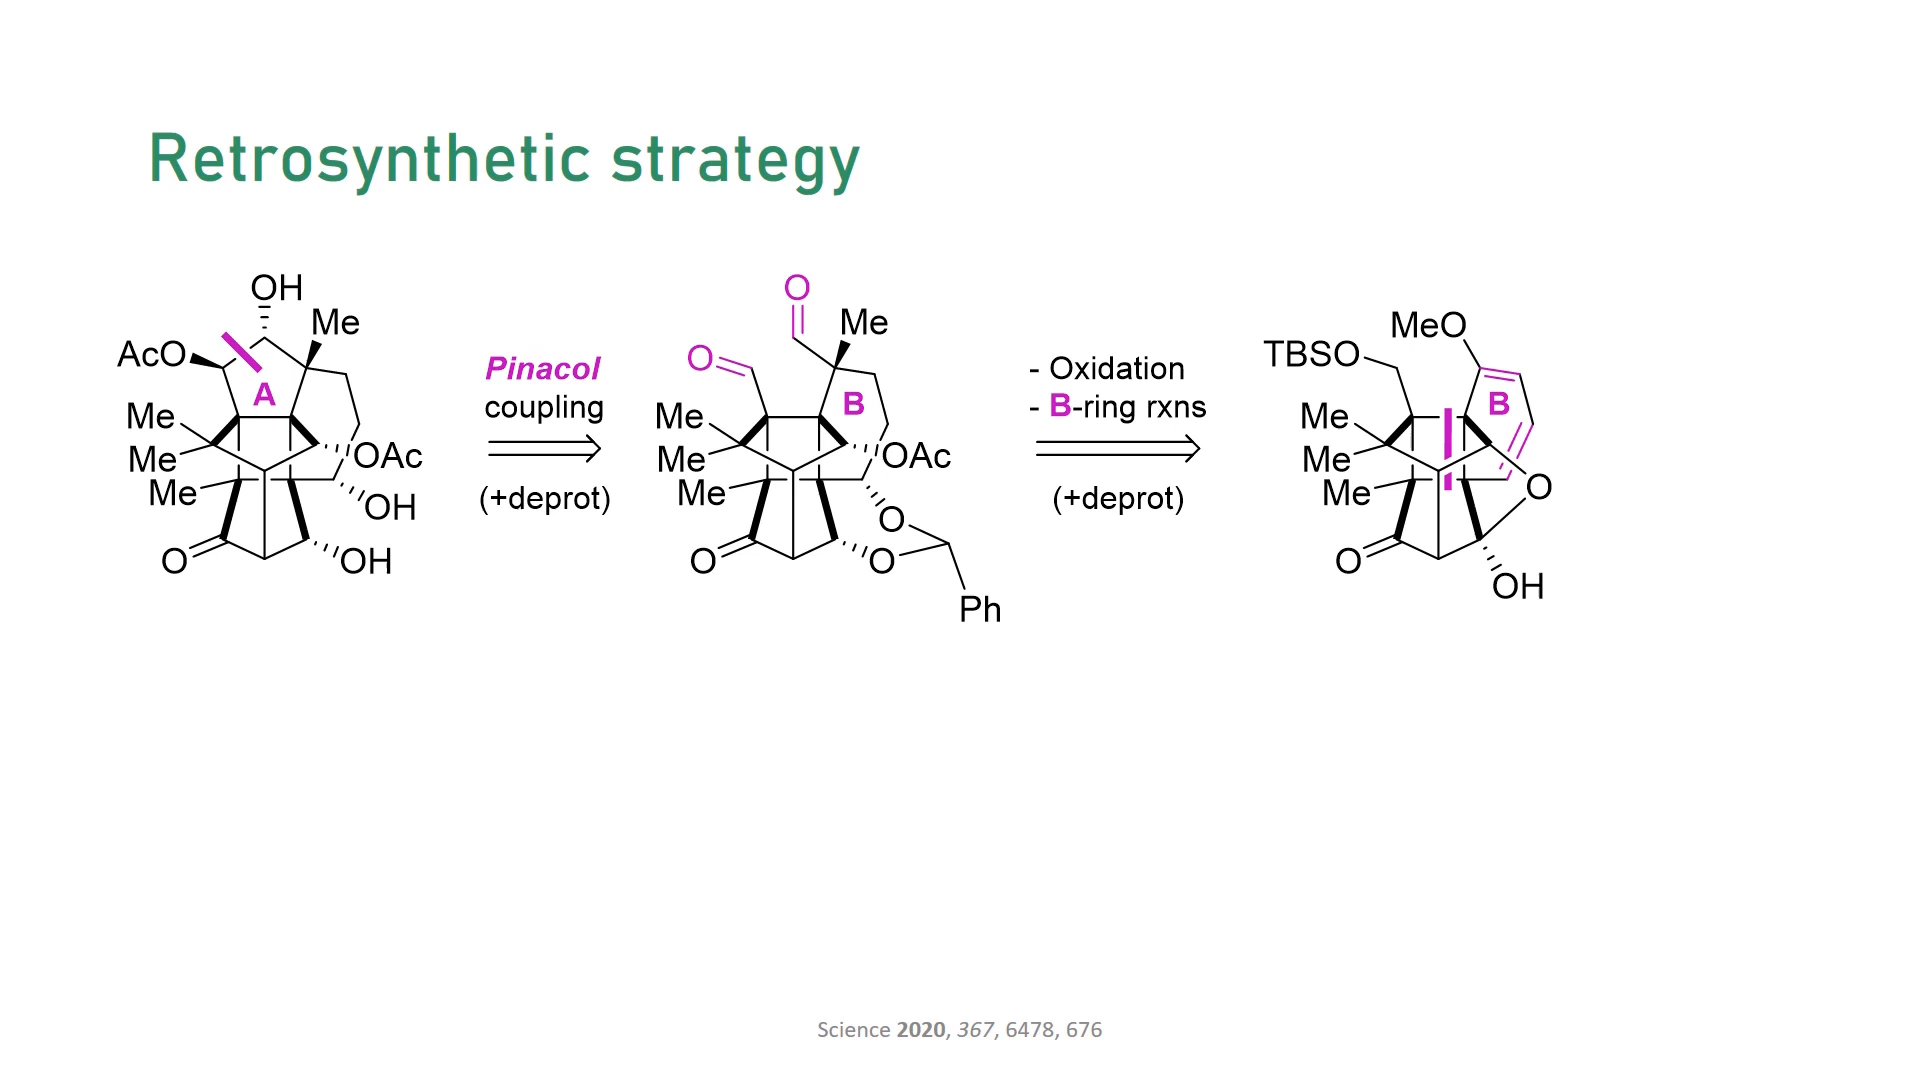 Retrosynthetic strategy
OH
Me
AcO
A
Me
Me
OAc
Me
OH
O
OH
Pinacol
coupling
(+deprot)
O
Me
O
B
Me
Me
OAc
Me
O
O
O
Ph
- Oxidation
- B-ring rxns
(+deprot)
MeO
TBSO
B
Me
Me
Me
O
O
OH
Science 2020, 367, 6478, 676